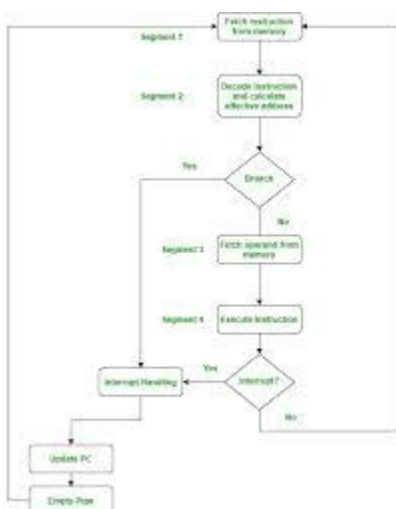 Segment 1
Fetch Instruction
from memory
Segment 2
Decode Instruction
and calculate
effective address
Yes
Branch
No
Segment 3
Fetch operand from
memory
Segment 4
Execute Instruction
Interrupt Handling
Yes
Interrupt?
No
Update PC
Empty Pipe